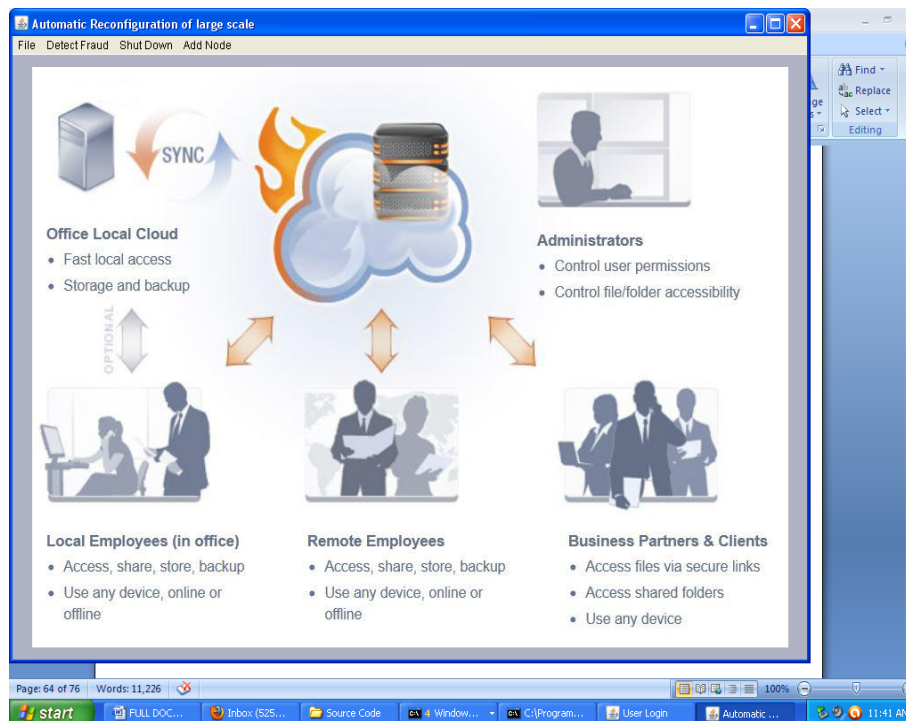 Automatic Reconfiguration of large scale
File Detect Fraud Shut Down Add Node
Find
Replace
Select
Editing
SYNC
Office Local Cloud
• Fast local access
• Storage and backup
Administrators
• Control user permissions
• Control file/folder accessibility
OPTIONAL
Local Employees (in office)
• Access, share, store, backup
• Use any device, online or
offline
Remote Employees
• Access, share, store, backup
• Use any device, online or
offline
Business Partners & Clients
• Access files via secure links
• Access shared folders
• Use any device
Page: 64 of 76 Words: 11,226 100%
start FULL DOC... Inbox (525... Source Code 4 Window... C:\Program... User Login Automatic ... 11:41 AM